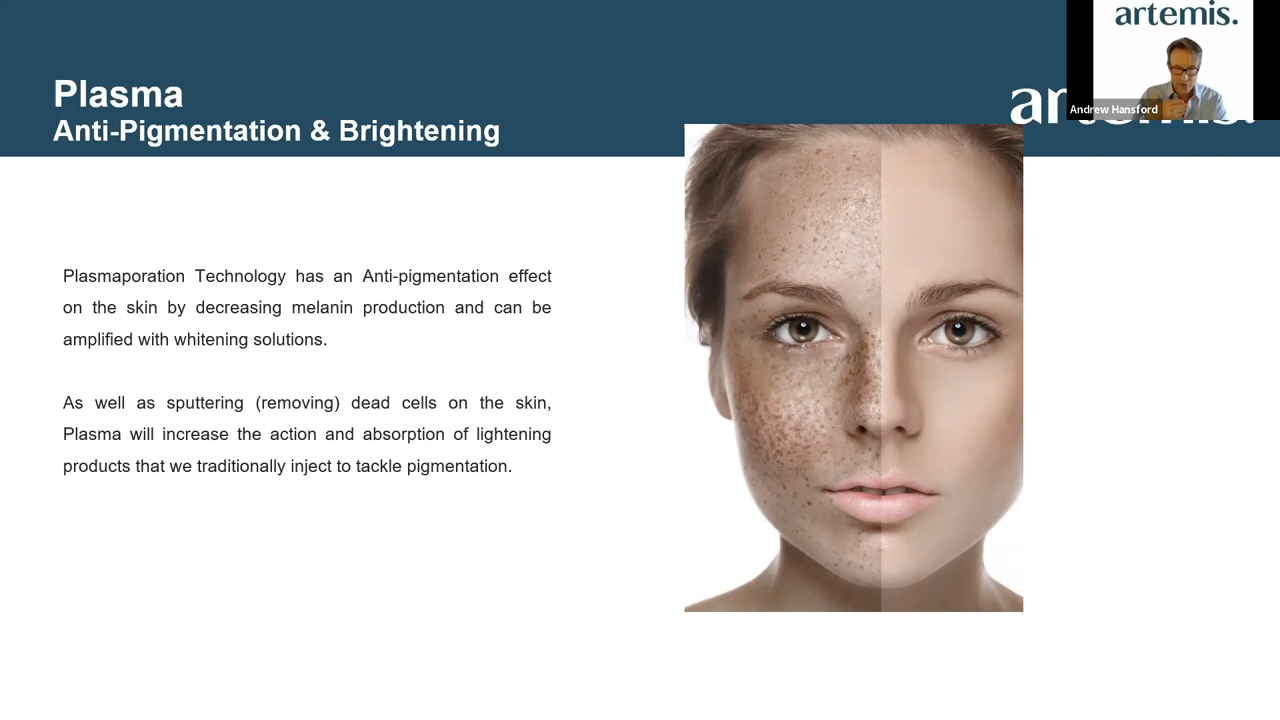 artemis.
Plasma
Anti-Pigmentation & Brightening
Andrew Hansford
Plasmaporation Technology has an Anti-pigmentation effect
on the skin by decreasing melanin production and can be
amplified with whitening solutions.
As well as sputtering (removing) dead cells on the skin,
Plasma will increase the action and absorption of lightening
products that we traditionally inject to tackle pigmentation.